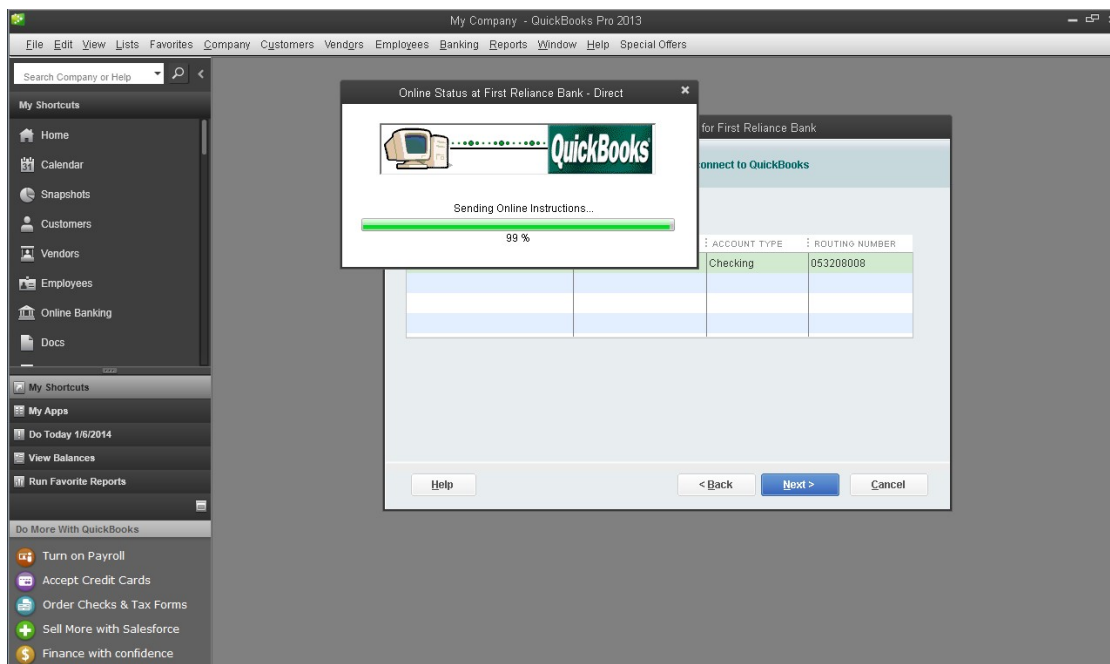 My Company - QuickBooks Pro 2013
File Edit View Lists Favorites Company Customers Vendors Employees Banking Reports Window Help Special Offers
Search Company or Help
My Shortcuts
Home
Calendar
Snapshots
Customers
Vendors
Employees
Online Banking
Docs
My Shortcuts
My Apps
Do Today 1/6/2014
View Balances
Run Favorite Reports
Do More With QuickBooks
Turn on Payroll
Accept Credit Cards
Order Checks & Tax Forms
Sell More with Salesforce
Finance with confidence
Online Status at First Reliance Bank - Direct
QuickBooks
Sending Online Instructions...
99 %
for First Reliance Bank
onnect to QuickBooks
ACCOUNT TYPE ROUTING NUMBER
Checking 053208008
Help < Back Next > Cancel